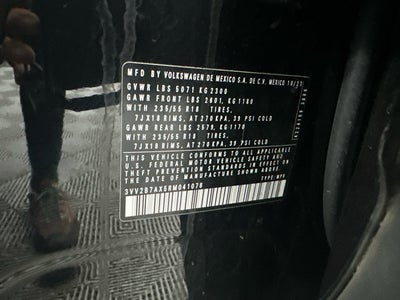 MFD BY VOLKSWAGEN DE MEXICO S.A. DE C.V. MEXICO 10/23
GVWR LBS 5071 KG 2300
GAWR FRONT LBS 2601, KG 1180
WITH 235/55 R18 TIRES,
7JX18 RIMS, AT 270KPA, 39 PSI COLD
GAWR REAR LBS 2579, KG 1170
WITH 235/55 R18 TIRES,
7JX18 RIMS, AT 270KPA, 39 PSI COLD
THIS VEHICLE CONFORMS TO ALL APPLICABLE
U.S. FEDERAL MOTOR VEHICLE SAFETY AND
THEFT PREVENTION STANDARDS IN EFFECT ON
THE DATE OF MANUFACTURE SHOWN ABOVE
3VV2B7AX6RM041078 TYPE: MPV